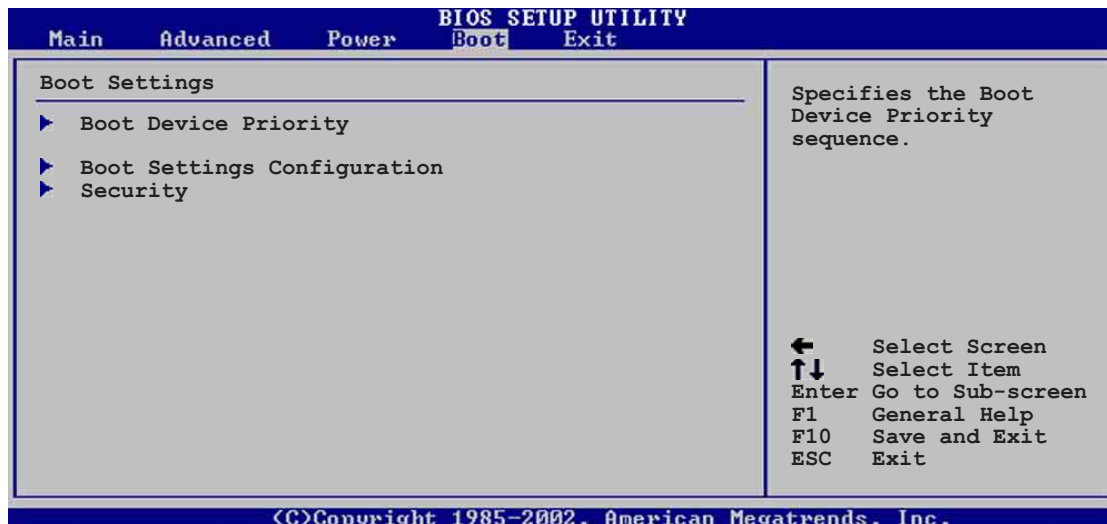 BIOS SETUP UTILITY
Main Advanced Power Boot Exit
Boot Settings
Boot Device Priority
Boot Settings Configuration
Security
Specifies the Boot
Device Priority
sequence.
← Select Screen
↑↓ Select Item
Enter Go to Sub-screen
F1 General Help
F10 Save and Exit
ESC Exit
(C)Copyright 1985-2002, American Megatrends, Inc.